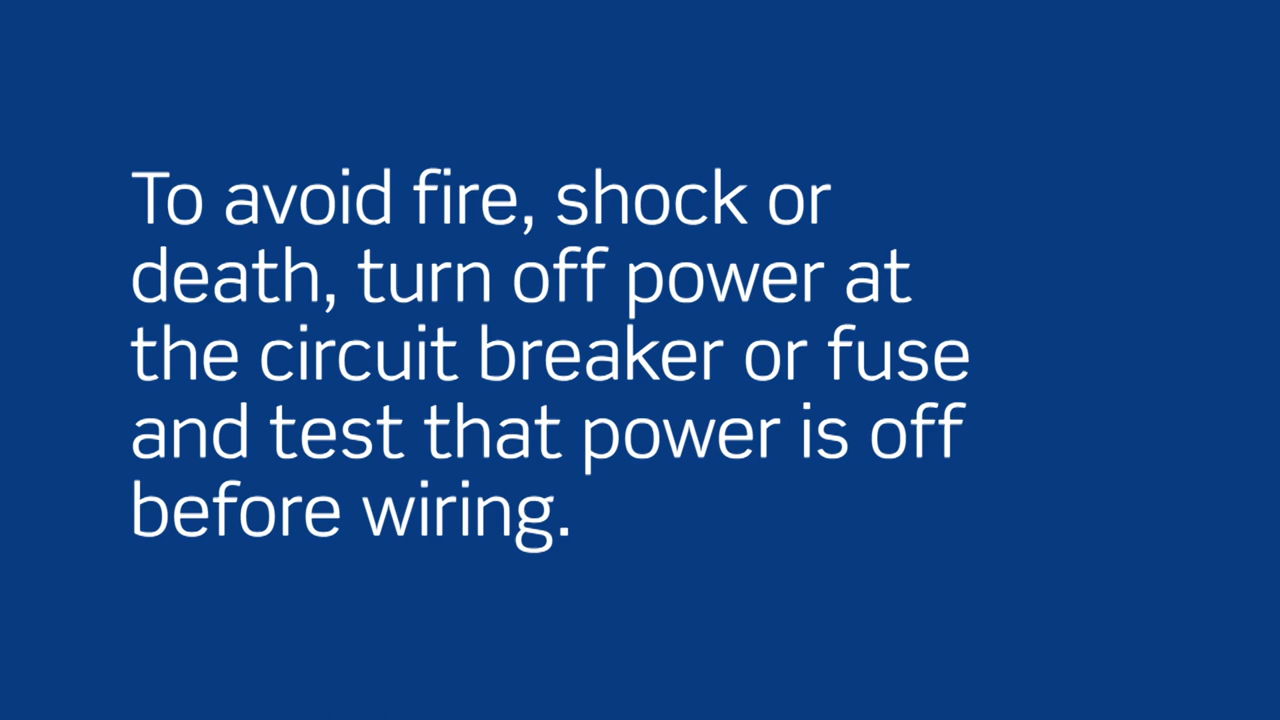 To avoid fire, shock or
death, turn off power at
the circuit breaker or fuse
and test that power is off
before wiring.